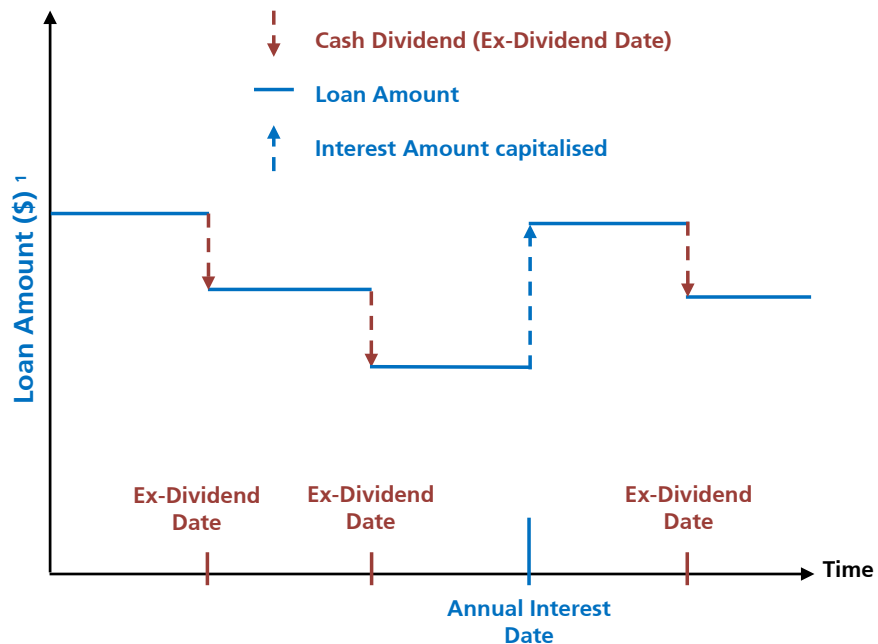 Cash Dividend (Ex-Dividend Date)
Loan Amount
Interest Amount capitalised
Loan Amount ($) ¹
Ex-Dividend
Date
Ex-Dividend
Date
Ex-Dividend
Date
Time
Annual Interest
Date